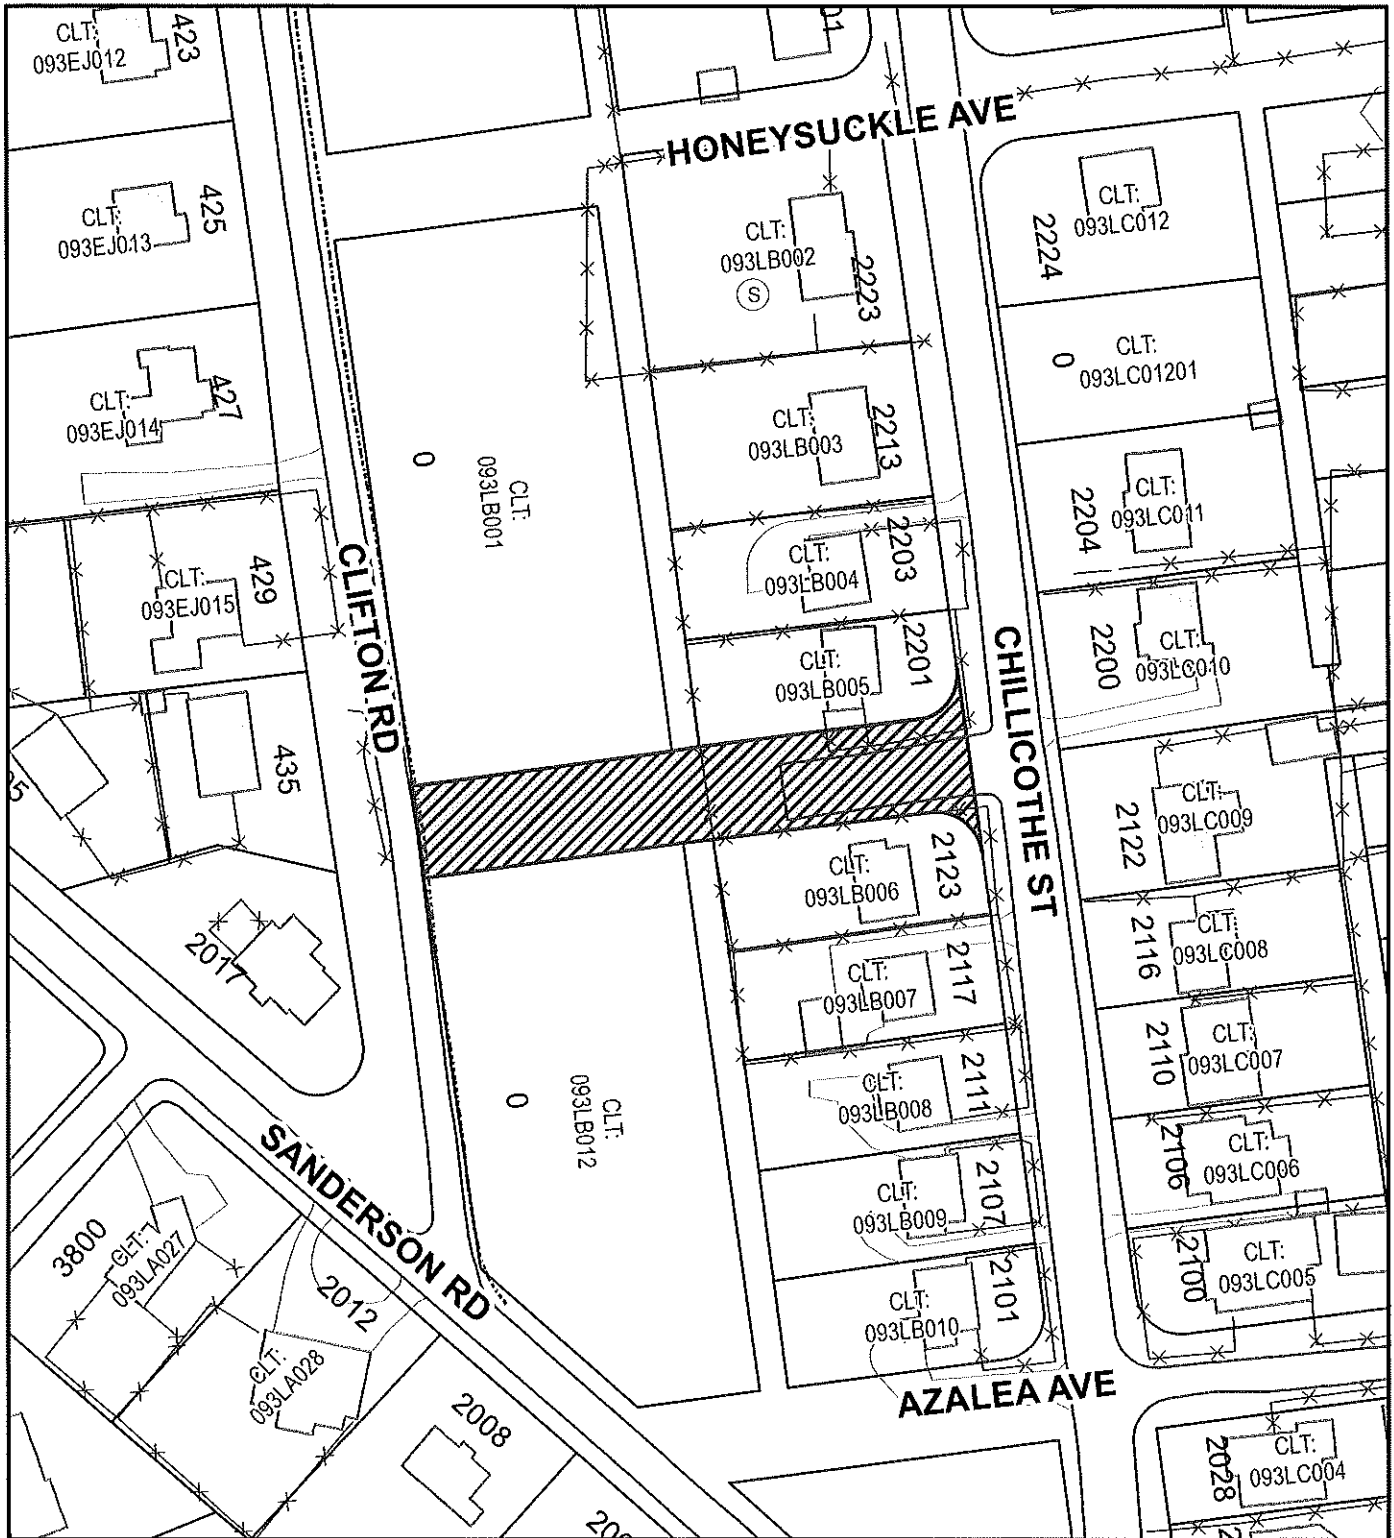 423
CLT:
093EJ012
01
HONEYSUCKLE AVE
425
CLT:
093EJ013
CLT:
093LB002
2223
S
CLT:
093LC012
2224
427
CLT:
093EJ014
CLT:
093LC01201
0
CLT:
093LB003
2213
0
CLT:
093LB001
CLT:
093LC011
2204
CLIFTON RD
429
CLT:
093EJ015
CLT:
093LB004
2203
CLT:
093LB005
2201
CHILLICOTHE ST
2200
CLT:
093LC010
435
CLT:
093LC009
2122
CLT:
093LB006
2123
2017
CLT:
093LC008
2116
CLT:
093LB007
2117
CLT:
093LC007
2110
CLT:
093LB008
2111
0
CLT:
093LB012
CLT:
093LC006
2106
SANDERSON RD
CLT:
093LB009
2107
3800
CLT:
093LA027
2012
CLT:
093LC005
2100
CLT:
093LB010
2101
CLT:
093LA028
AZALEA AVE
2008
CLT:
093LC004
2028